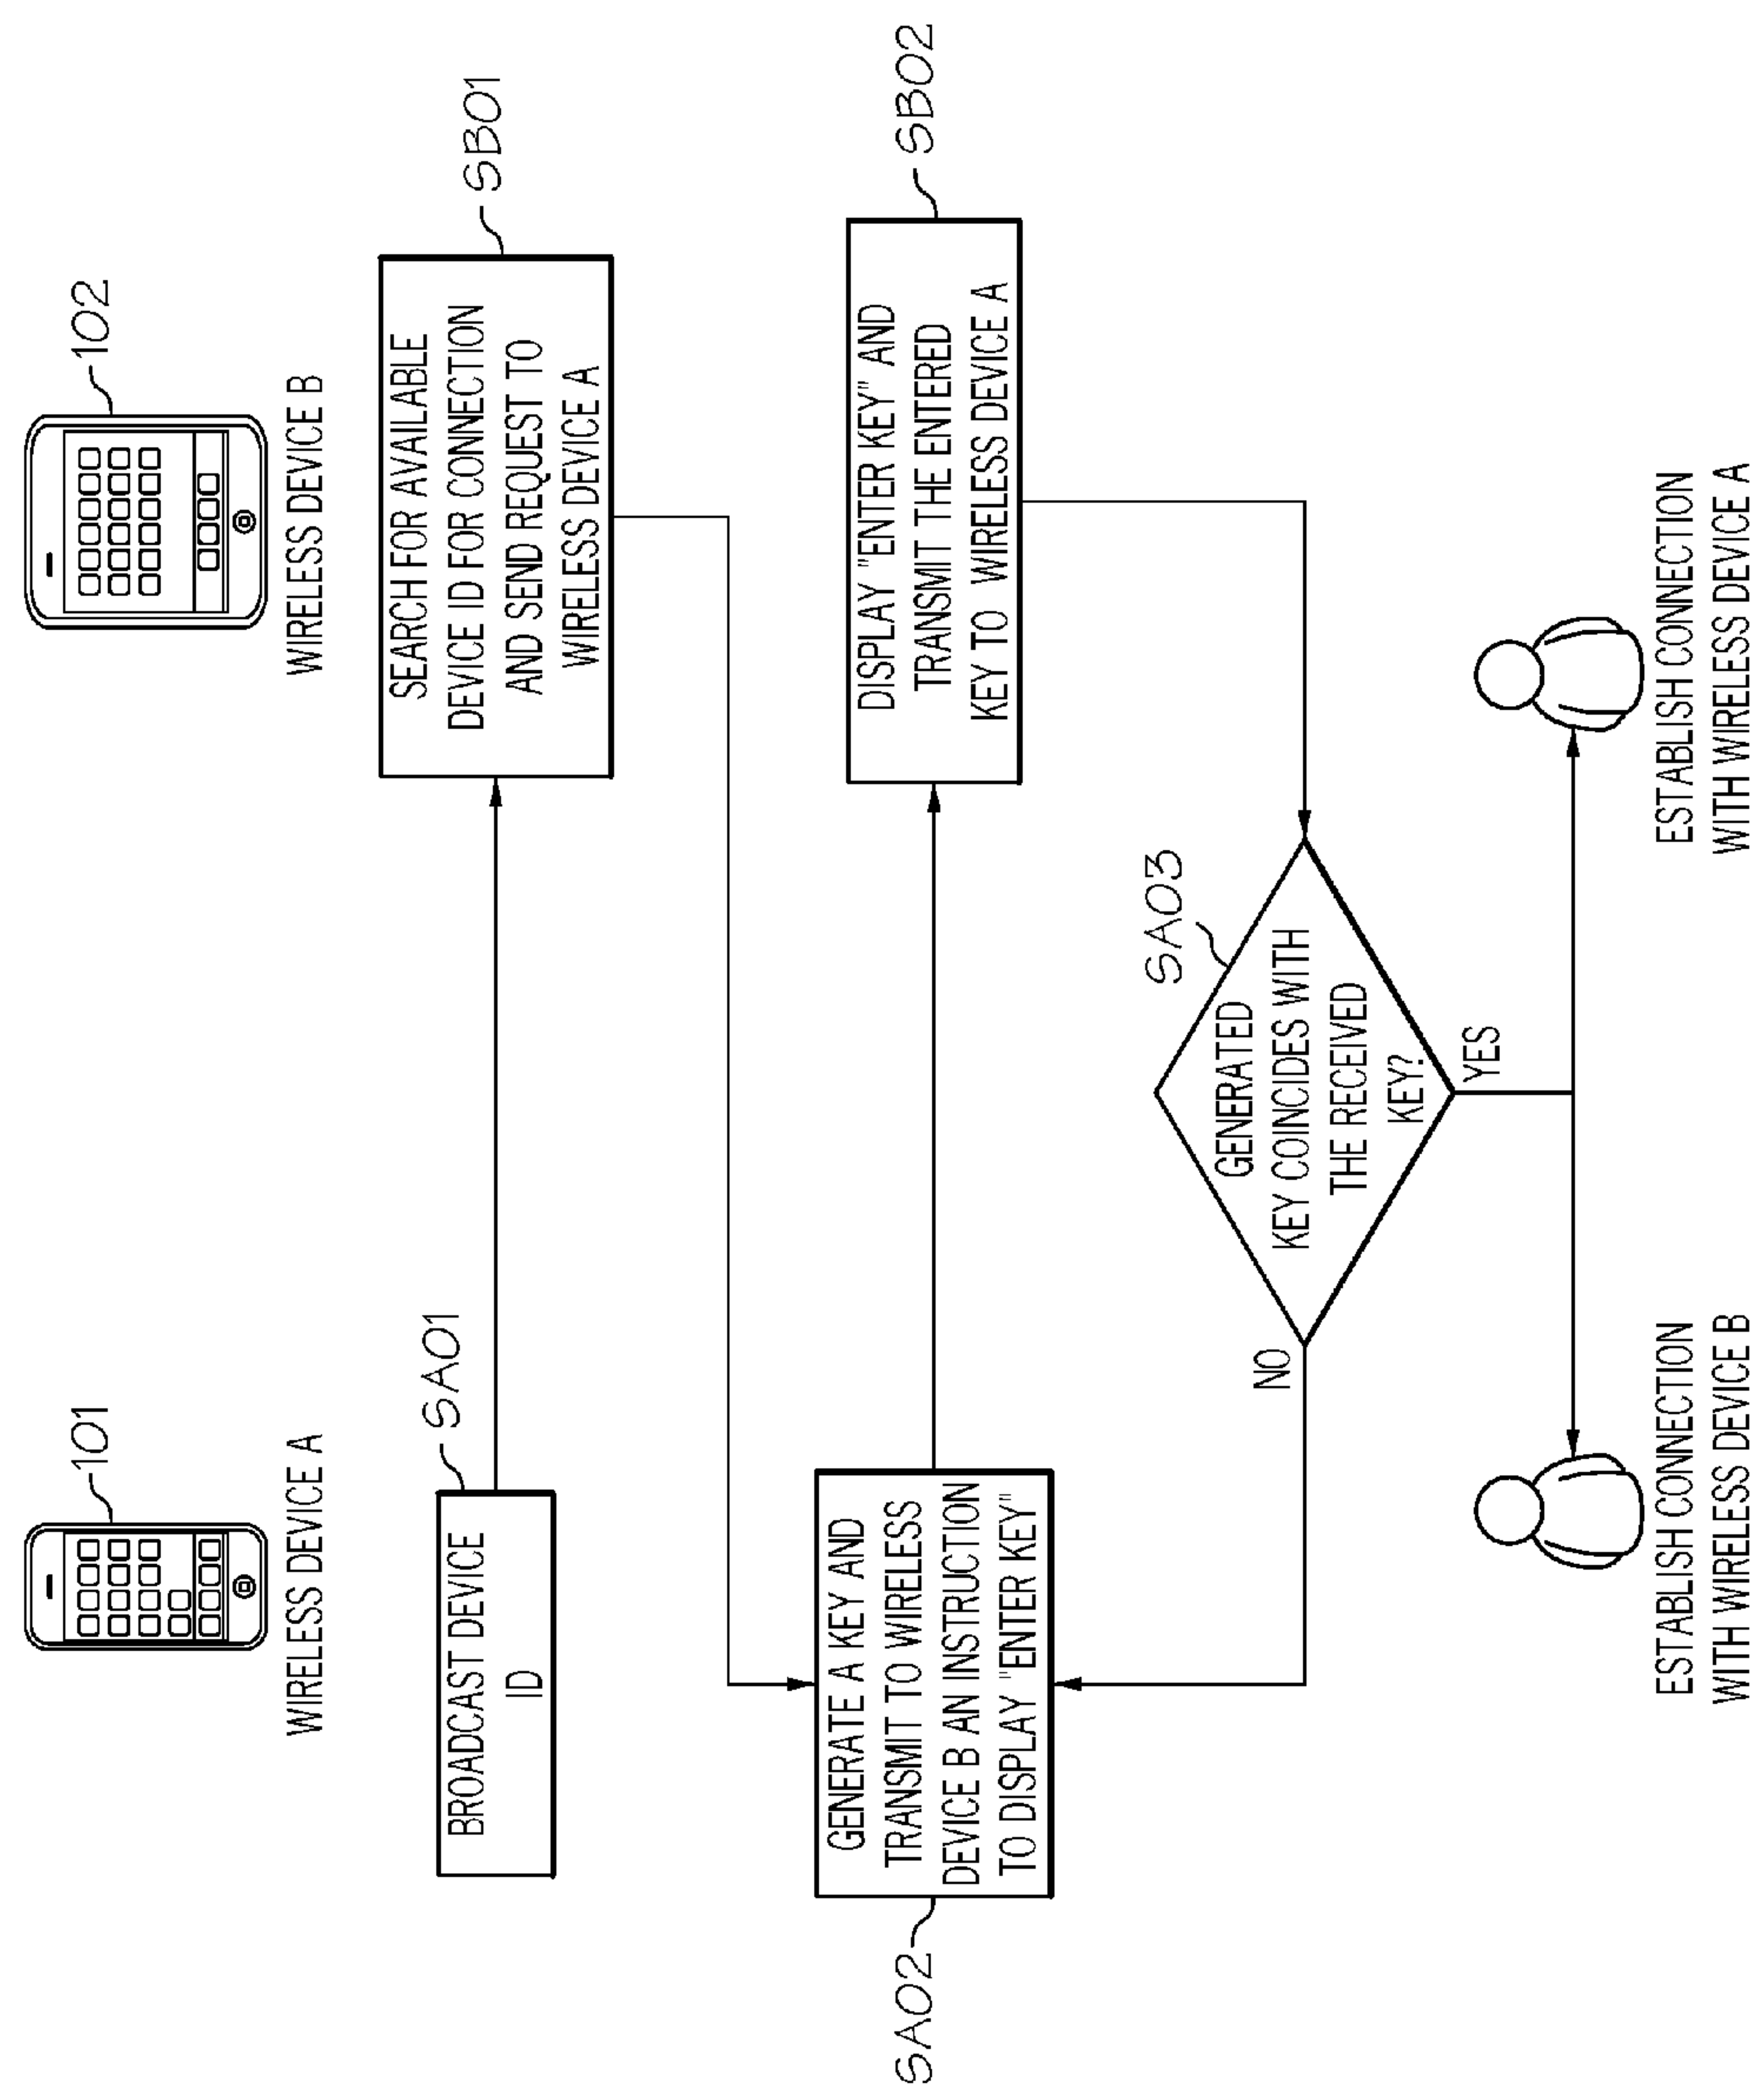 101
WIRELESS DEVICE A
102
WIRELESS DEVICE B
SA01
BROADCAST DEVICE
ID
SB01
SEARCH FOR AVAILABLE
DEVICE ID FOR CONNECTION
AND SEND REQUEST TO
WIRELESS DEVICE A
SA02
GENERATE A KEY AND
TRANSMIT TO WIRELESS
DEVICE B AN INSTRUCTION
TO DISPLAY "ENTER KEY"
SB02
DISPLAY "ENTER KEY" AND
TRANSMIT THE ENTERED
KEY TO WIRELESS DEVICE A
SA03
GENERATED
KEY COINCIDES WITH
THE RECEIVED
KEY?
NO
YES
ESTABLISH CONNECTION
WITH WIRELESS DEVICE B
ESTABLISH CONNECTION
WITH WIRELESS DEVICE A